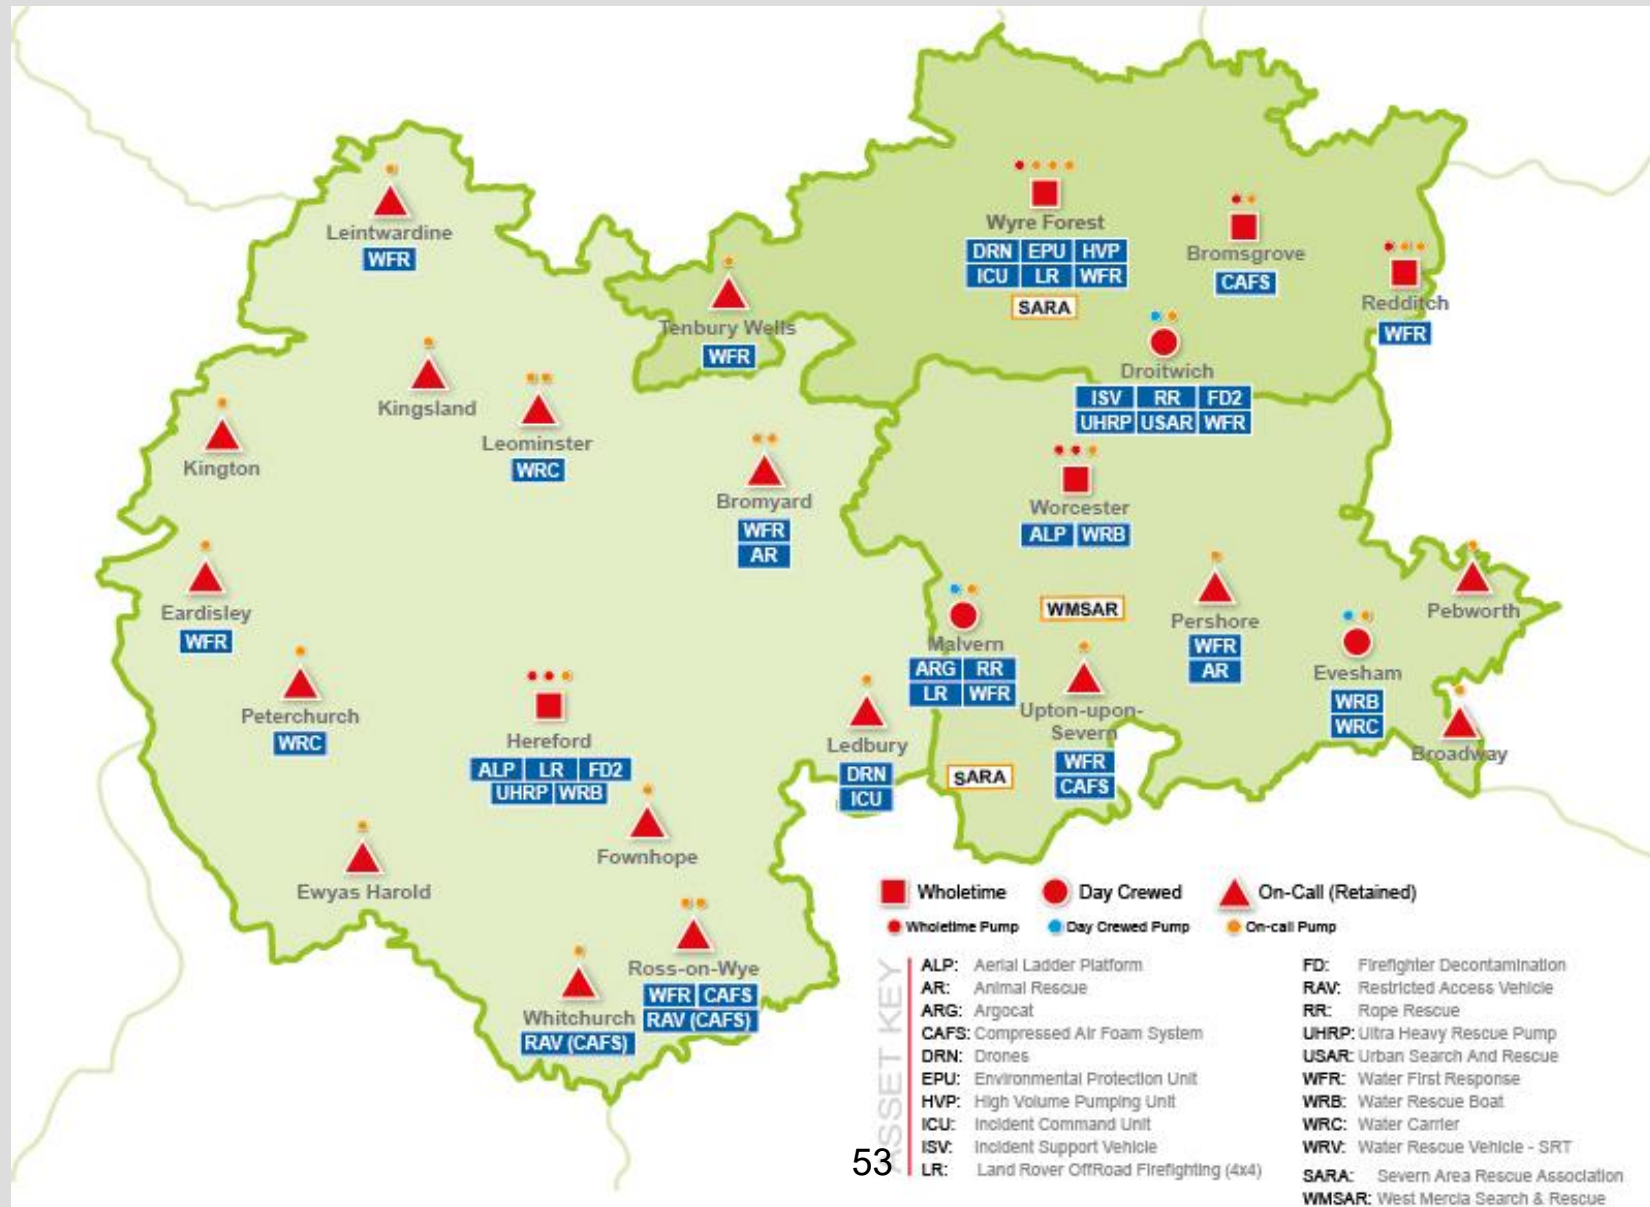 Leintwardine
WFR
Wyre Forest
DRN EPU HVP
ICU LR WFR
SARA
Bromsgrove
CAFS
Redditch
WFR
Tenbury Wells
WFR
Droitwich
ISV RR FD2
UHRP USAR WFR
Kingsland
Leominster
WRC
Kington
Bromyard
WFR
AR
Worcester
ALP WRB
Eardisley
WFR
WMSAR
Pershore
WFR
AR
Pebworth
Malvern
ARG RR
LR WFR
Evesham
WRB
WRC
Peterchurch
WRC
Hereford
ALP LR FD2
UHRP WRB
Ledbury
DRN
ICU
Upton-upon-
Severn
WFR
CAFS
SARA
Broadway
Fownhope
Ewyas Harold
Ross-on-Wye
WFR CAFS
RAV (CAFS)
Whitchurch
RAV (CAFS)
Wholetime Day Crewed On-Call (Retained)
Wholetime Pump Day Crewed Pump On-call Pump
ASSET KEY
ALP: Aerial Ladder Platform
AR: Animal Rescue
ARG: Argocat
CAFS: Compressed Air Foam System
DRN: Drones
EPU: Environmental Protection Unit
HVP: High Volume Pumping Unit
ICU: Incident Command Unit
ISV: Incident Support Vehicle
LR: Land Rover OffRoad Firefighting (4x4)
FD: Firefighter Decontamination
RAV: Restricted Access Vehicle
RR: Rope Rescue
UHRP: Ultra Heavy Rescue Pump
USAR: Urban Search And Rescue
WFR: Water First Response
WRB: Water Rescue Boat
WRC: Water Carrier
WRV: Water Rescue Vehicle - SRT
SARA: Severn Area Rescue Association
WMSAR: West Mercia Search & Rescue
53